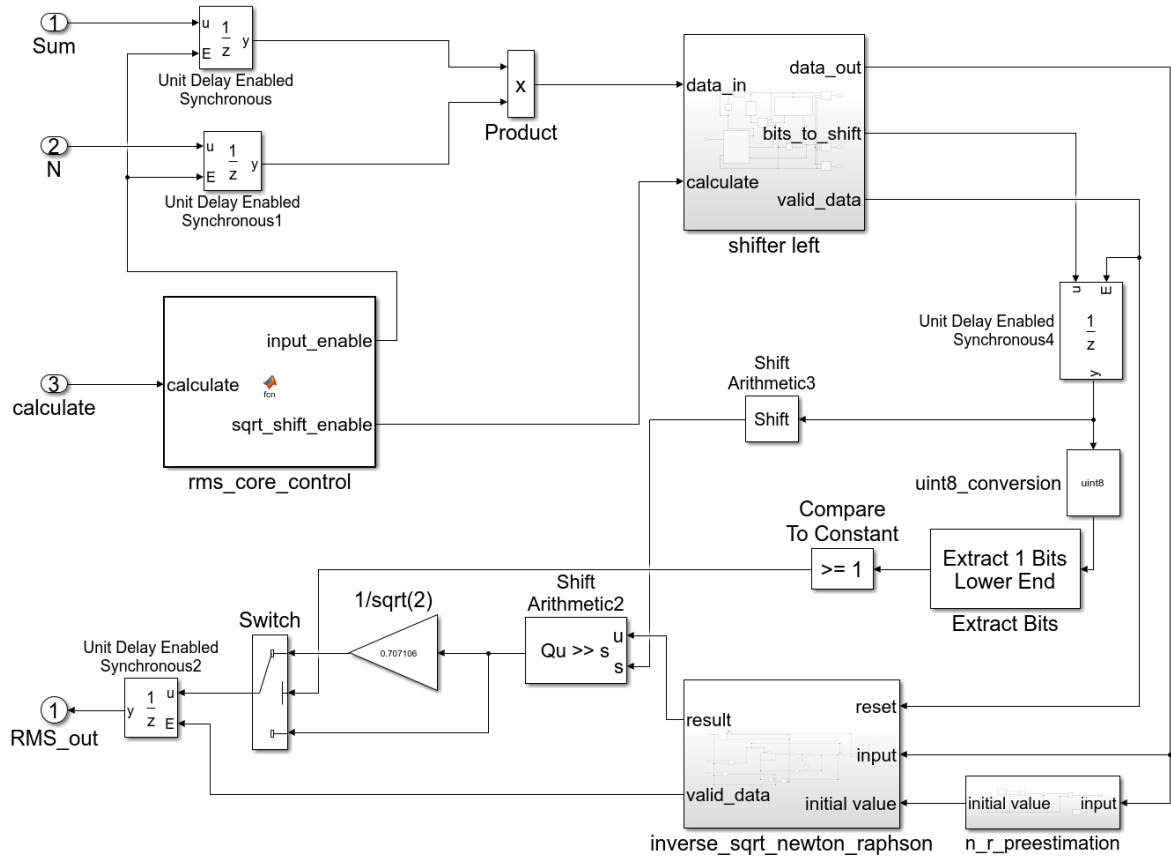 1
Sum
u
E
1
z
y
Unit Delay Enabled
Synchronous
2
N
u
E
1
z
y
Unit Delay Enabled
Synchronous1
x
Product
data_in
calculate
data_out
bits_to_shift
valid_data
shifter left
3
calculate
calculate
fcn
input_enable
sqrt_shift_enable
rms_core_control
Unit Delay Enabled
Synchronous4
u
E
1
z
y
Shift
Arithmetic3
Shift
uint8_conversion
uint8
Compare
To Constant
>= 1
Extract 1 Bits
Lower End
Extract Bits
Shift
Arithmetic2
Qu >> s
u
s
1/sqrt(2)
0.707106
Switch
Unit Delay Enabled
Synchronous2
y
1
z
u
E
1
RMS_out
result
valid_data
reset
input
initial value
inverse_sqrt_newton_raphson
initial value
input
n_r_preestimation